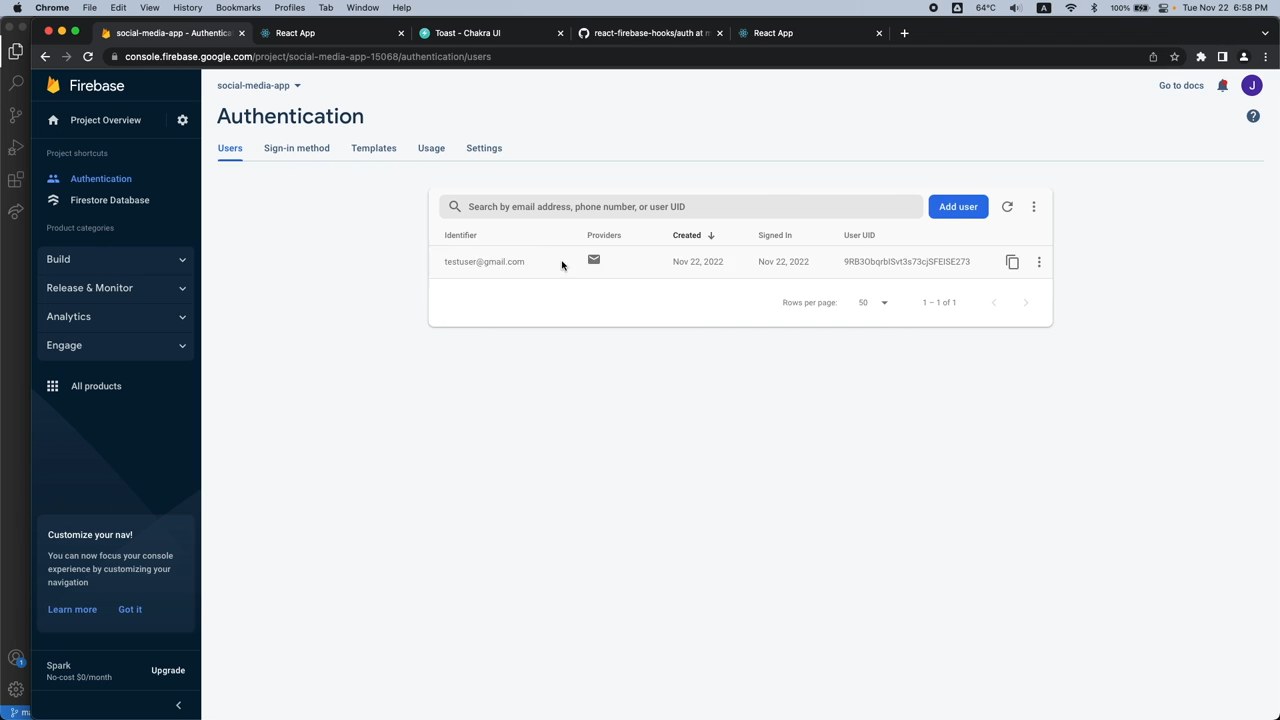 Chrome File Edit View History Bookmarks Profiles Tab Window Help 64°C A 100% Tue Nov 22 6:58 PM
social-media-app - Authentica React App Toast - Chakra UI react-firebase-hooks/auth at m React App
console.firebase.google.com/project/social-media-app-15068/authentication/users
Firebase
Project Overview
Project shortcuts
Authentication
Firestore Database
Product categories
Build
Release & Monitor
Analytics
Engage
All products
Customize your nav!
You can now focus your console
experience by customizing your
navigation
Learn more Got it
Spark
No-cost $0/month
Upgrade
1
social-media-app
Go to docs
J
Authentication
?
Users Sign-in method Templates Usage Settings
Search by email address, phone number, or user UID
Add user
Identifier Providers Created Signed In User UID
testuser@gmail.com Nov 22, 2022 Nov 22, 2022 9RB3ObqrblSvt3s73cjSFEISE273
Rows per page: 50 1 – 1 of 1